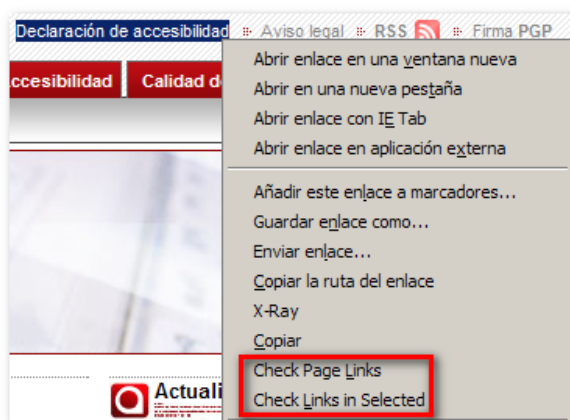 Declaración de accesibilidad Aviso legal RSS Firma PGP
ccesibilidad Calidad d
Abrir enlace en una ventana nueva
Abrir en una nueva pestaña
Abrir enlace con IE Tab
Abrir enlace en aplicación externa
Añadir este enlace a marcadores...
Guardar enlace como...
Enviar enlace...
Copiar la ruta del enlace
X-Ray
Copiar
Check Page Links
Check Links in Selected
Actuali